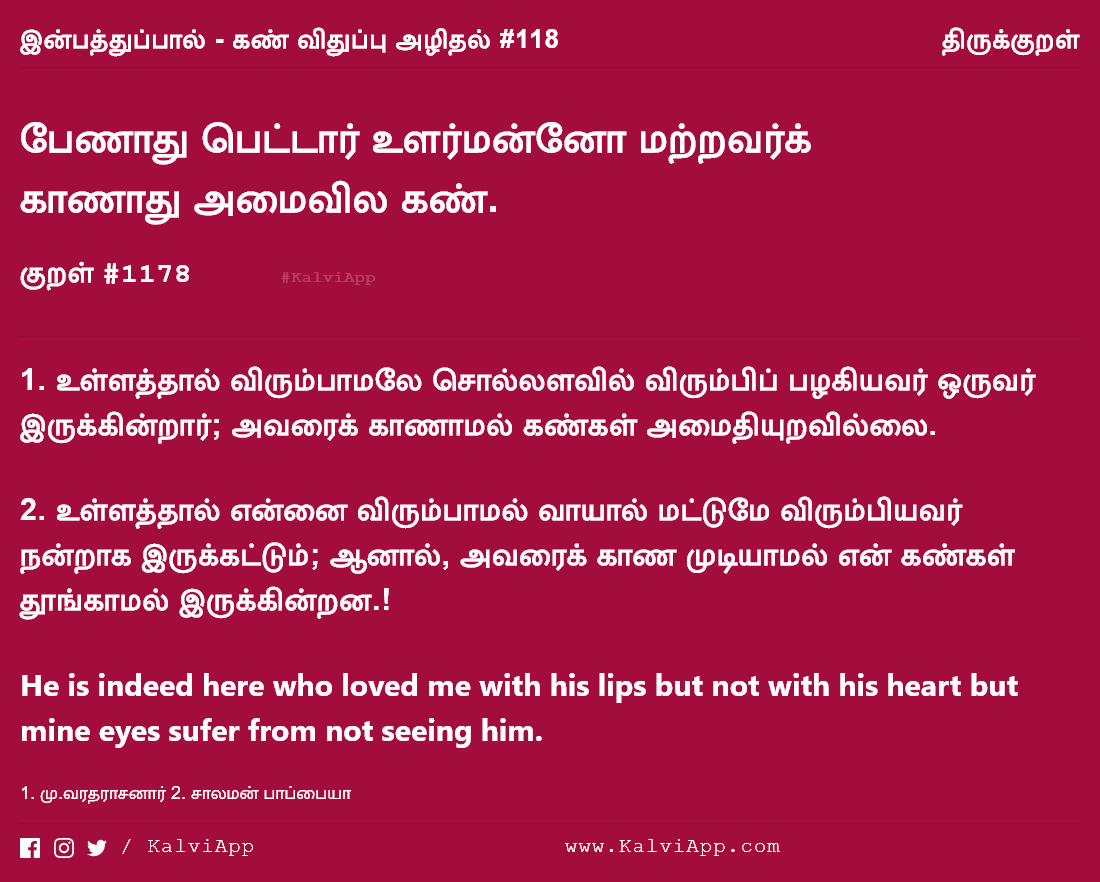 இன்பத்துப்பால் - கண் விதுப்பு அழிதல் #118 திருக்குறள்
பேணாது பெட்டார் உளர்மன்னோ மற்றவர்க்
காணாது அமைவில கண்.
குறள் #1178 #KalviApp
1. உள்ளத்தால் விரும்பாமலே சொல்லளவில் விரும்பிப் பழகியவர் ஒருவர்
இருக்கின்றார்; அவரைக் காணாமல் கண்கள் அமைதியுறவில்லை.
2. உள்ளத்தால் என்னை விரும்பாமல் வாயால் மட்டுமே விரும்பியவர்
நன்றாக இருக்கட்டும்; ஆனால், அவரைக் காண முடியாமல் என் கண்கள்
தூங்காமல் இருக்கின்றன.!
He is indeed here who loved me with his lips but not with his heart but
mine eyes sufer from not seeing him.
1. மு.வரதராசனார் 2. சாலமன் பாப்பையா
/ KalviApp www.KalviApp.com